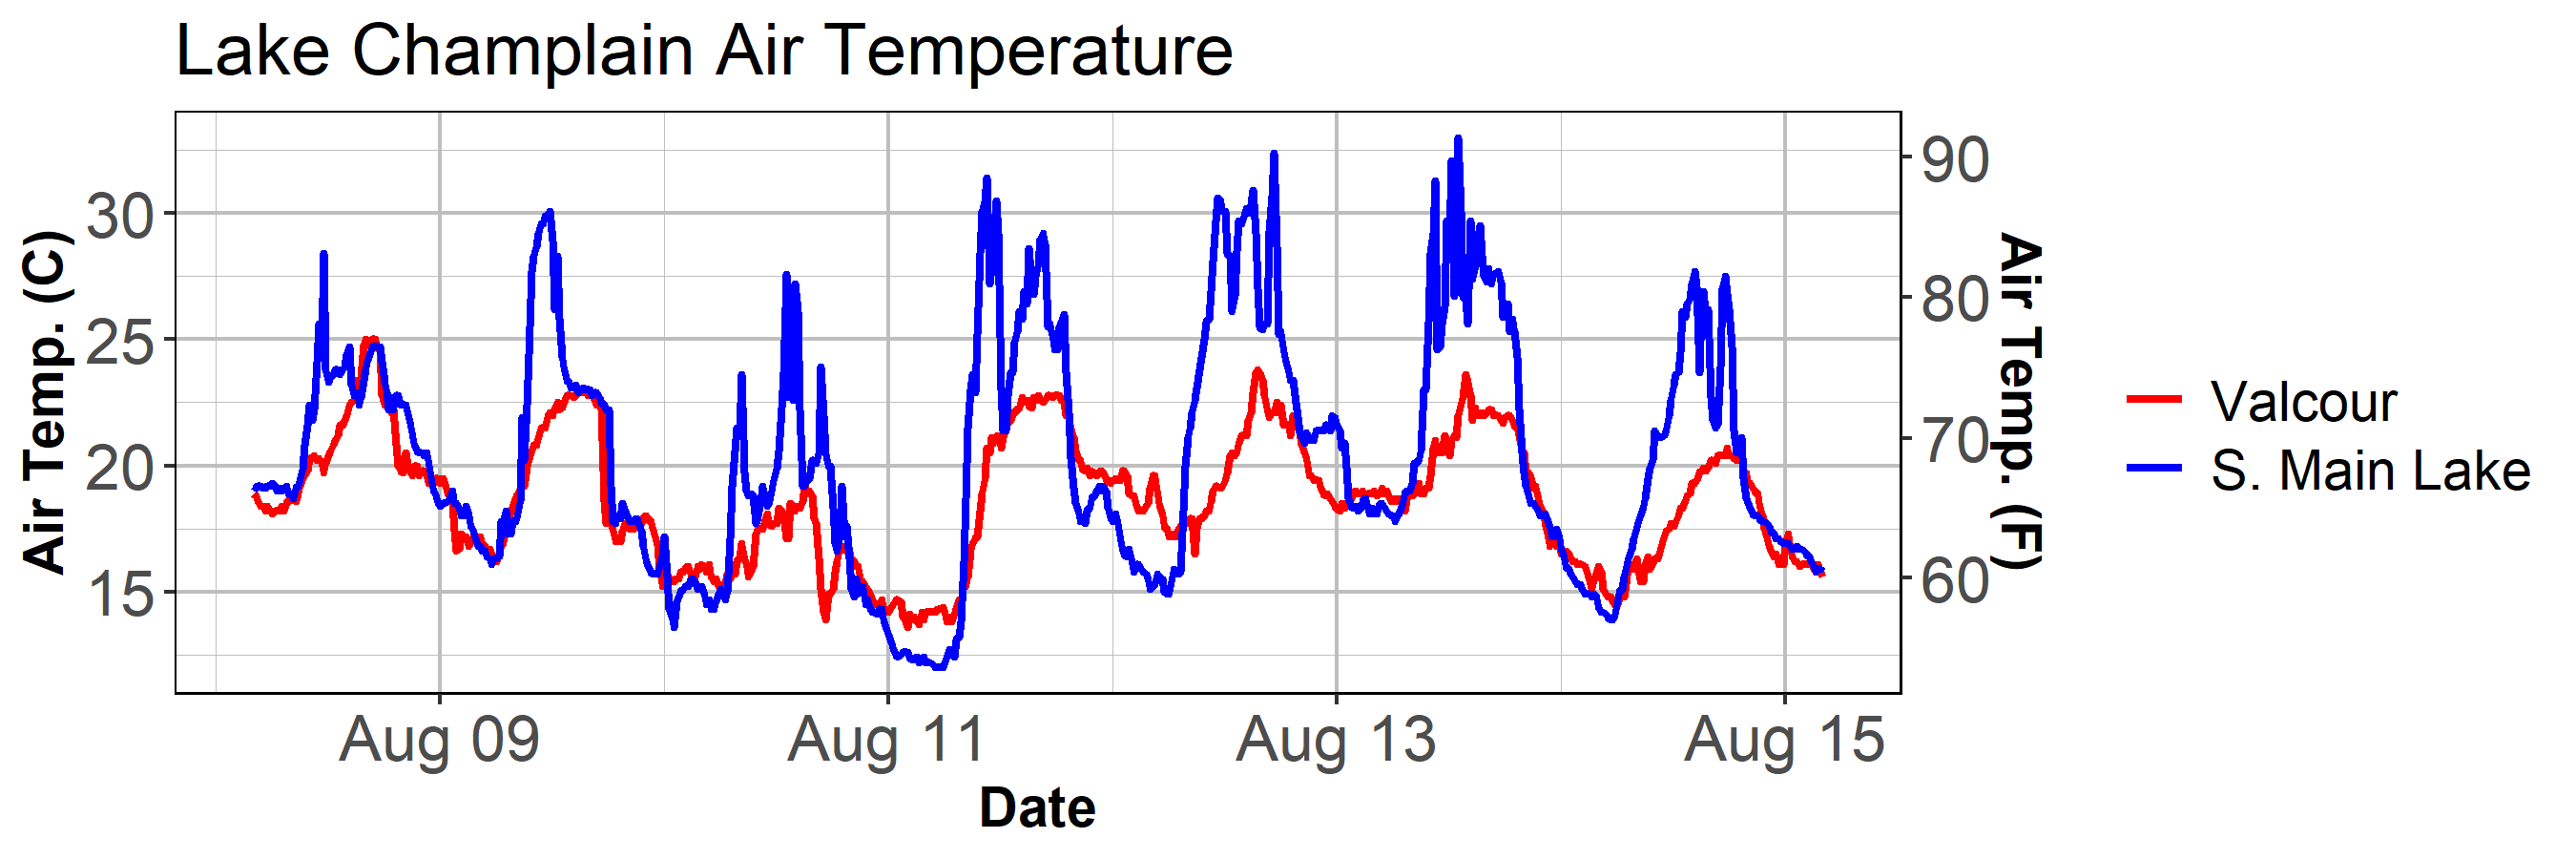 Lake Champlain Air Temperature
Air Temp. (C)
30
25
20
15
90
80
70
60
Air Temp. (F)
Aug 09
Aug 11
Aug 13
Aug 15
Date
Valcour
S. Main Lake